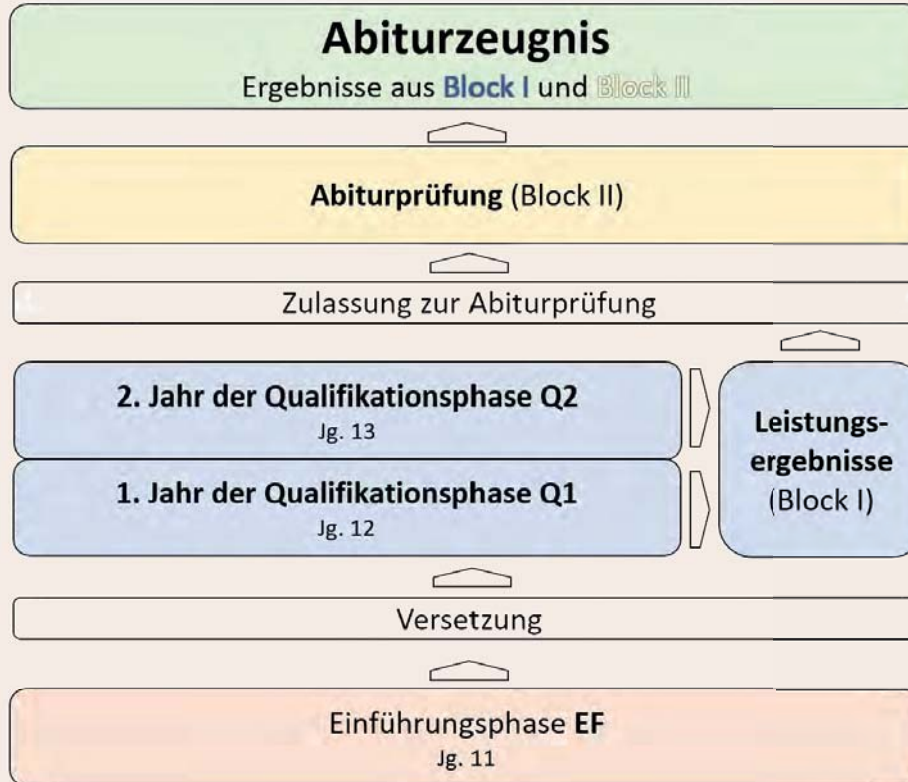 Abiturzeugnis
Ergebnisse aus Block I und Block II
Abiturprüfung (Block II)
Zulassung zur Abiturprüfung
2. Jahr der Qualifikationsphase Q2
Jg. 13
1. Jahr der Qualifikationsphase Q1
Jg. 12
Leistungs-
ergebnisse
(Block I)
Versetzung
Einführungsphase EF
Jg. 11